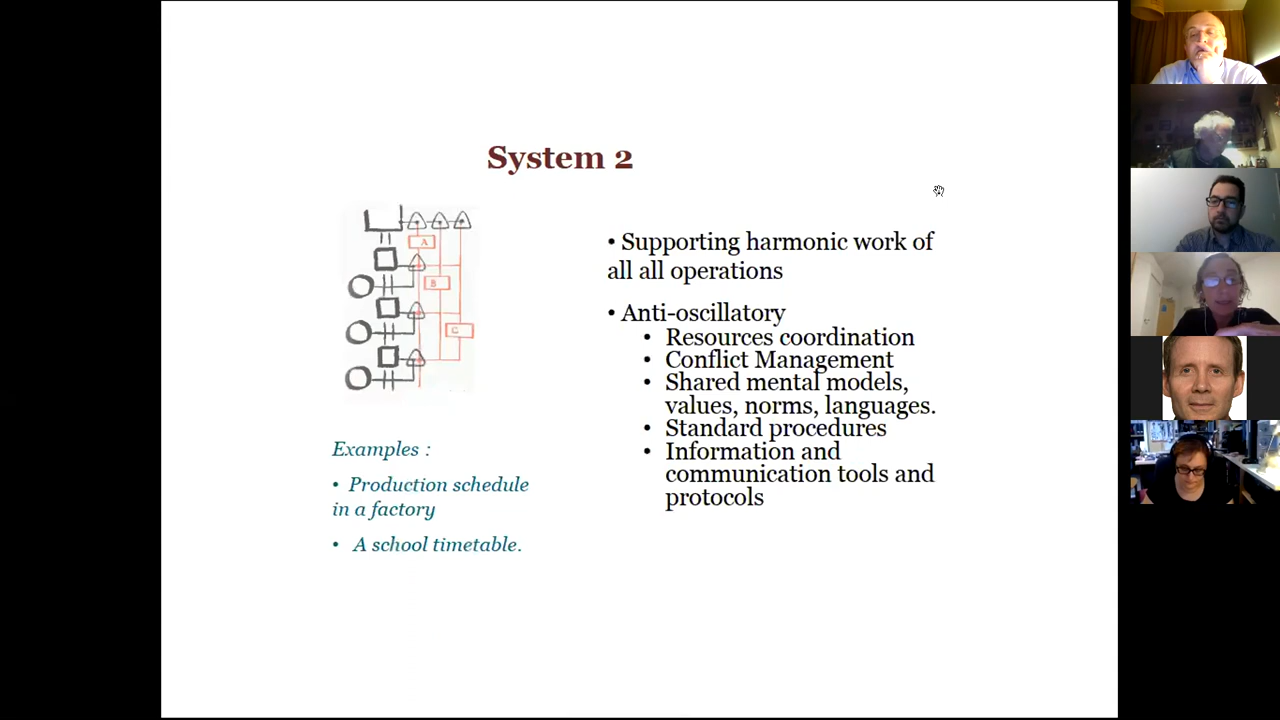 System 2
A
B
C
• Supporting harmonic work of
all all operations
• Anti-oscillatory
• Resources coordination
• Conflict Management
• Shared mental models,
values, norms, languages.
• Standard procedures
• Information and
communication tools and
protocols
Examples :
• Production schedule
in a factory
• A school timetable.